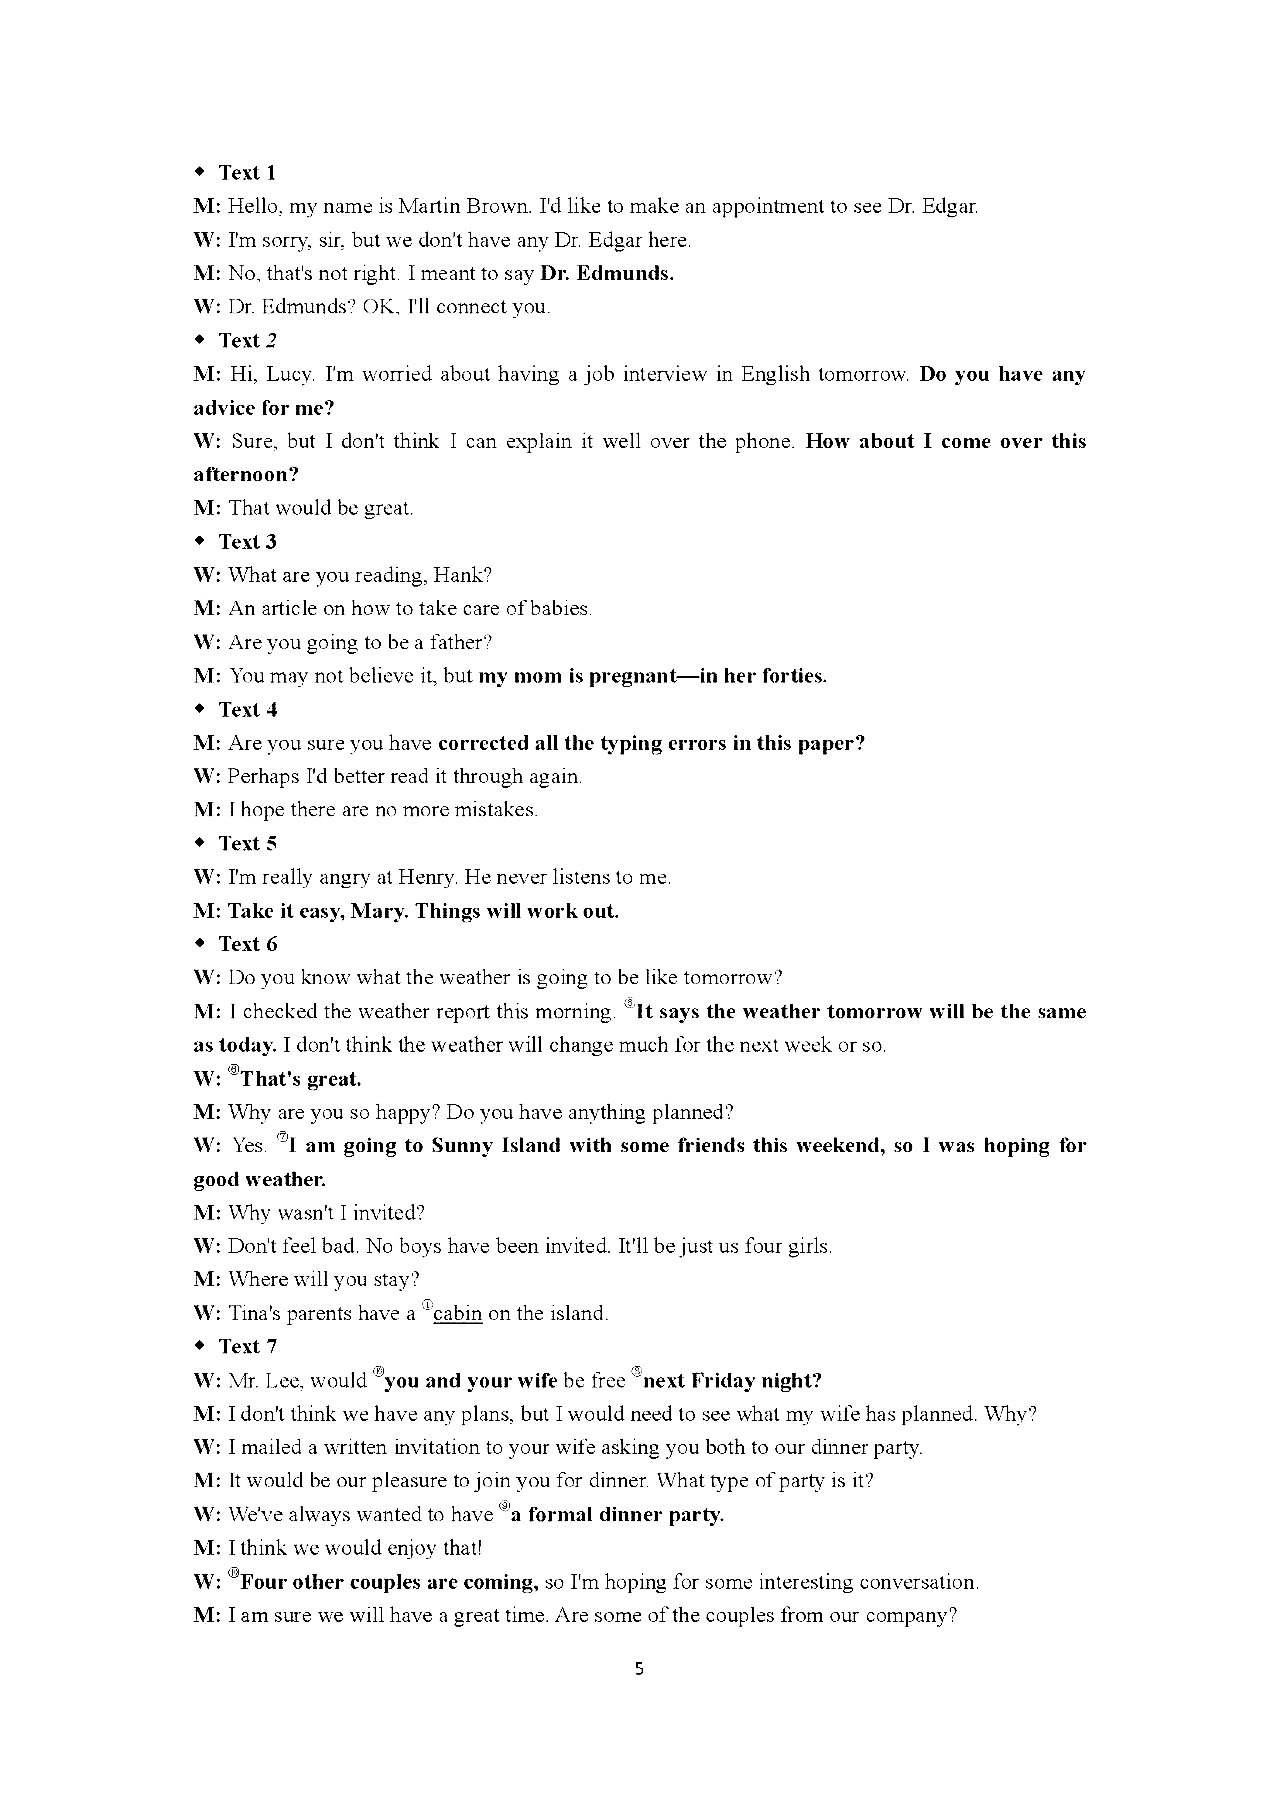 ◆ Text 1
M: Hello, my name is Martin Brown. I'd like to make an appointment to see Dr. Edgar.
W: I'm sorry, sir, but we don't have any Dr. Edgar here.
M: No, that's not right. I meant to say Dr. Edmunds.
W: Dr. Edmunds? OK, I'll connect you.
◆ Text 2
M: Hi, Lucy. I'm worried about having a job interview in English tomorrow. Do you have any
advice for me?
W: Sure, but I don't think I can explain it well over the phone. How about I come over this
afternoon?
M: That would be great.
◆ Text 3
W: What are you reading, Hank?
M: An article on how to take care of babies.
W: Are you going to be a father?
M: You may not believe it, but my mom is pregnant—in her forties.
◆ Text 4
M: Are you sure you have corrected all the typing errors in this paper?
W: Perhaps I'd better read it through again.
M: I hope there are no more mistakes.
◆ Text 5
W: I'm really angry at Henry. He never listens to me.
M: Take it easy, Mary. Things will work out.
◆ Text 6
W: Do you know what the weather is going to be like tomorrow?
M: I checked the weather report this morning. ⑥It says the weather tomorrow will be the same
as today. I don't think the weather will change much for the next week or so.
W: ⑧That's great.
M: Why are you so happy? Do you have anything planned?
W: Yes. ⑦I am going to Sunny Island with some friends this weekend, so I was hoping for
good weather.
M: Why wasn't I invited?
W: Don't feel bad. No boys have been invited. It'll be just us four girls.
M: Where will you stay?
W: Tina's parents have a ①cabin on the island.
◆ Text 7
W: Mr. Lee, would ⑩you and your wife be free ⑨next Friday night?
M: I don't think we have any plans, but I would need to see what my wife has planned. Why?
W: I mailed a written invitation to your wife asking you both to our dinner party.
M: It would be our pleasure to join you for dinner. What type of party is it?
W: We've always wanted to have ⑨a formal dinner party.
M: I think we would enjoy that!
W: ⑩Four other couples are coming, so I'm hoping for some interesting conversation.
M: I am sure we will have a great time. Are some of the couples from our company?
5